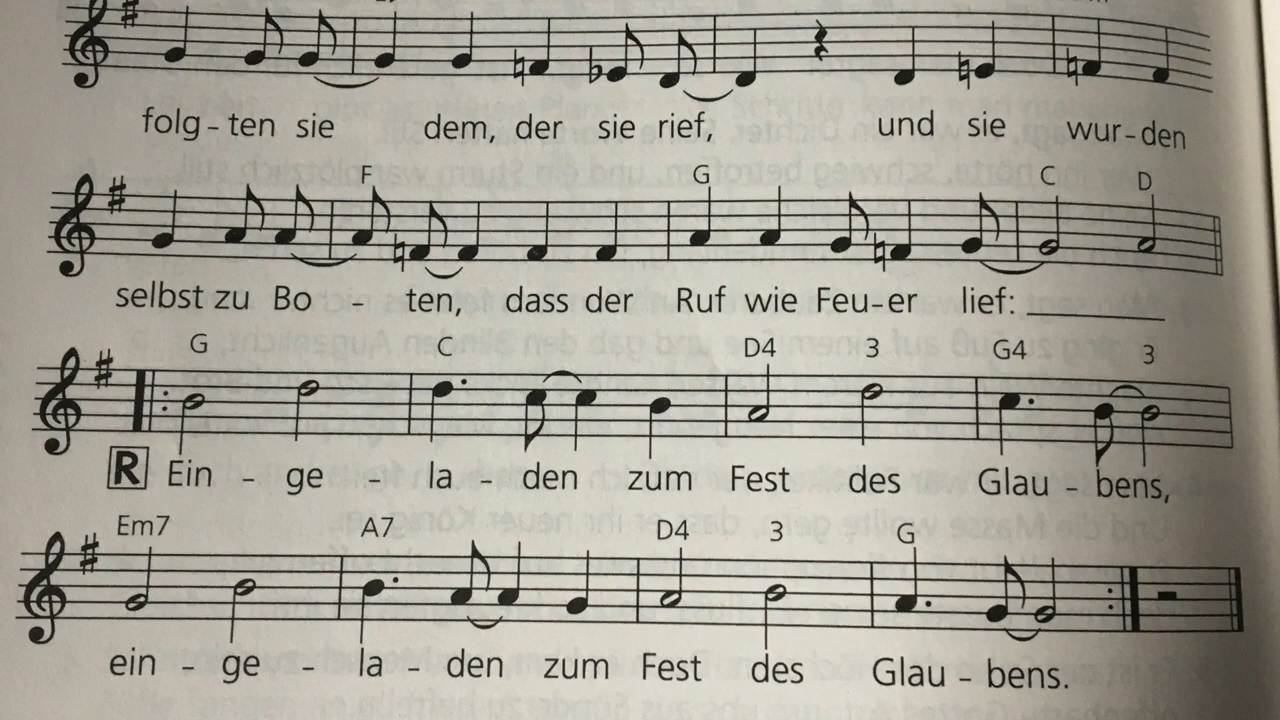 folg - ten sie dem, der sie rief, und sie wur - den
F G C D
selbst zu Bo - ten, dass der Ruf wie Feu - er lief:
G C D4 3 G4 3
R Ein - ge - la - den zum Fest des Glau - bens,
Em7 A7 D4 3 G
ein - ge - la - den zum Fest des Glau - bens.